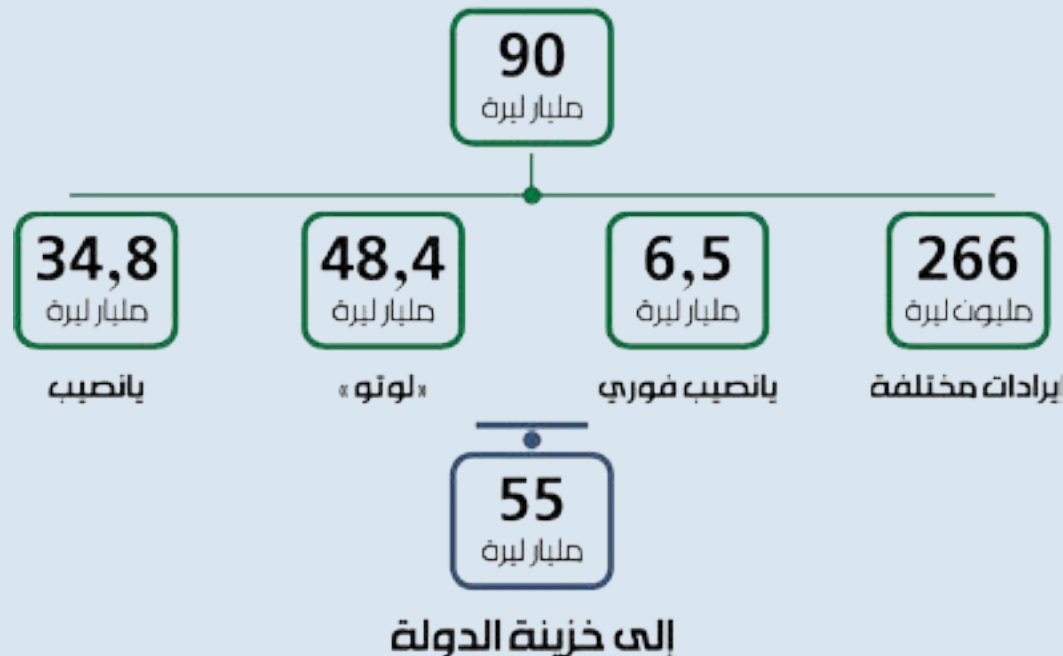 90
مليار ليرة
266
مليون ليرة
إيرادات مختلفة
6,5
مليار ليرة
يانصيب فوري
48,4
مليار ليرة
«لوتو»
34,8
مليار ليرة
يانصيب
55
مليار ليرة
إلى خزينة الدولة